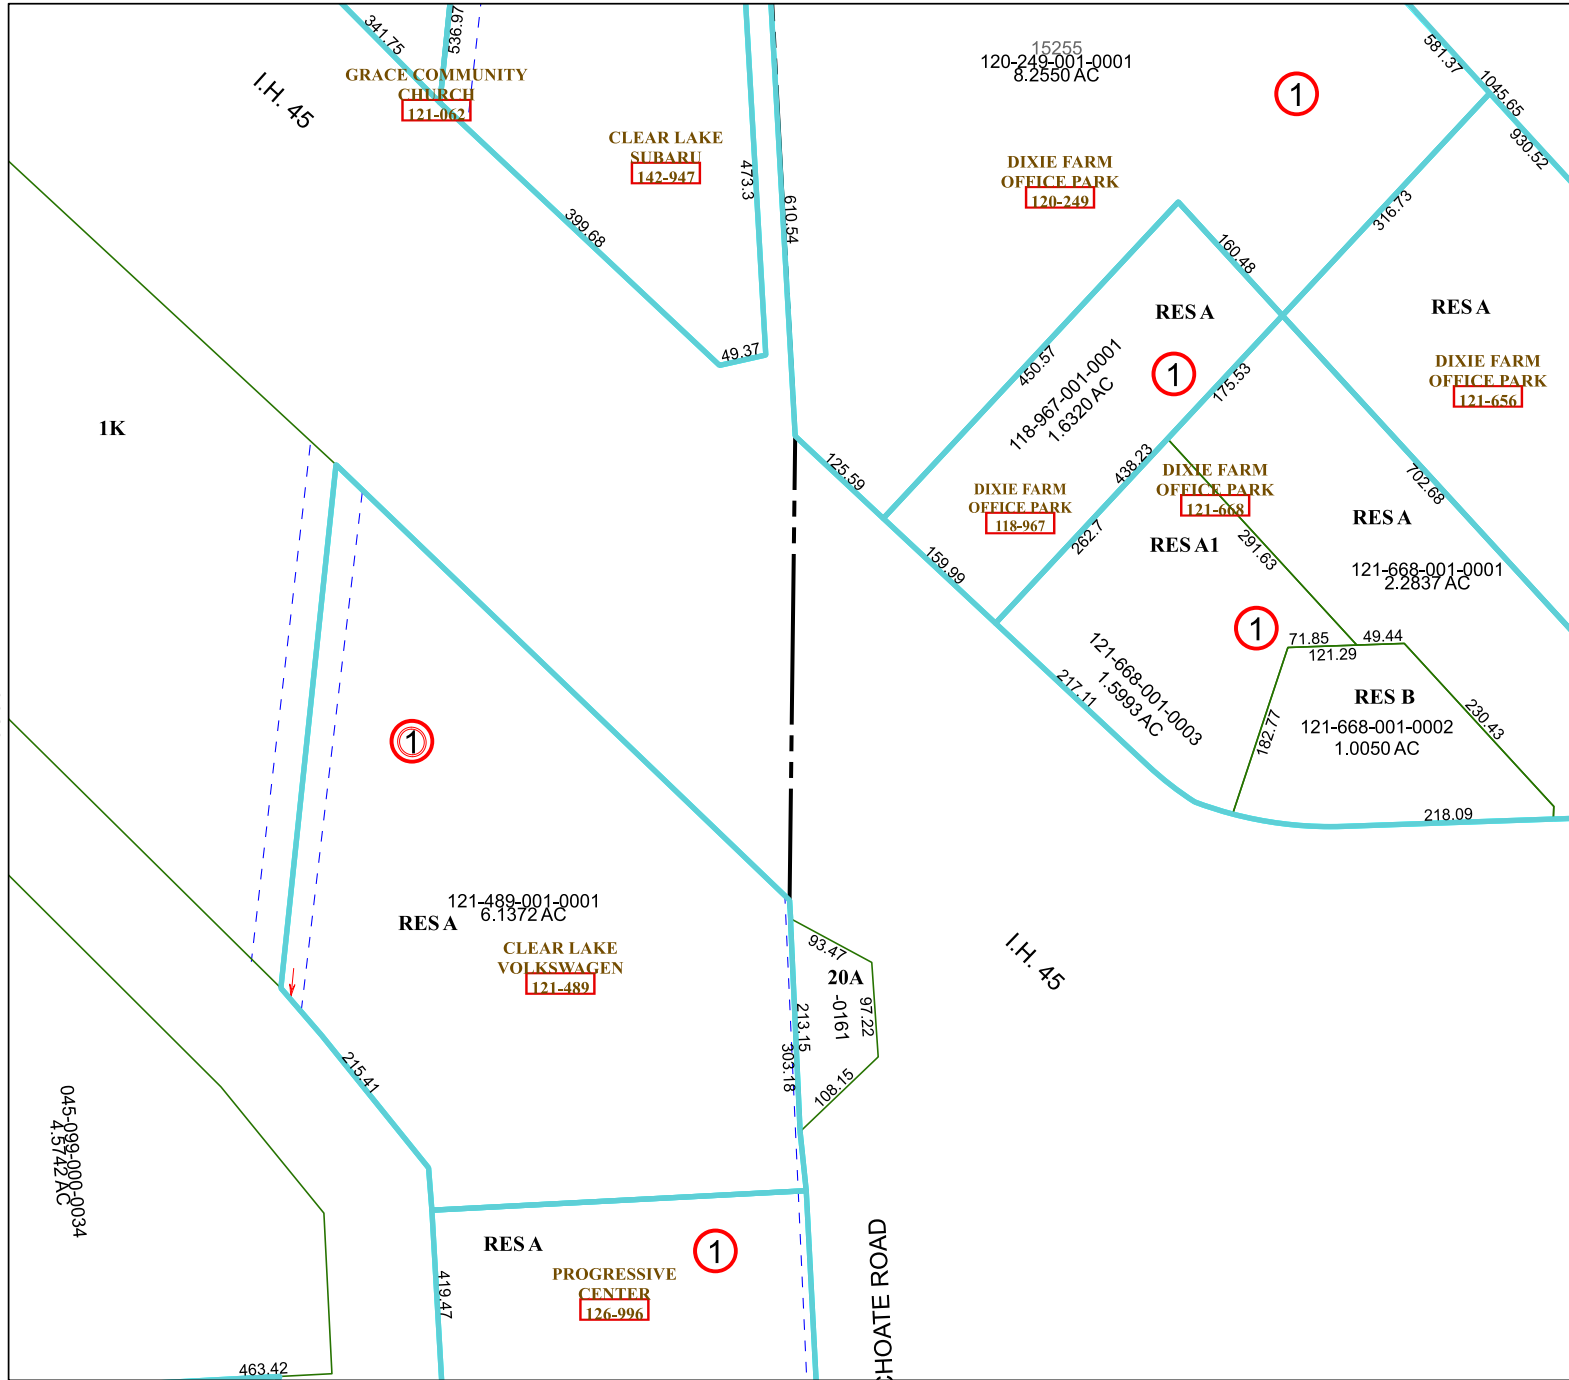 341.75
536.97
I.H. 45
GRACE COMMUNITY
CHURCH
121-062
CLEAR LAKE
SUBARU
142-947
473.3
610.54
399.68
49.37
15255
120-249-001-0001
8.2550 AC
1
581.37
1045.65
930.52
DIXIE FARM
OFFICE PARK
120-249
316.73
160.48
RES A
RES A
450.57
118-967-001-0001
1.6320 AC
1
175.53
DIXIE FARM
OFFICE PARK
121-656
1K
125.59
438.23
DIXIE FARM
OFFICE PARK
121-668
702.68
DIXIE FARM
OFFICE PARK
118-967
262.7
RES A1
291.63
RES A
159.99
121-668-001-0001
2.2837 AC
1
71.85
49.44
121.29
121-668-001-0003
1.5993 AC
217.11
RES B
121-668-001-0002
1.0050 AC
182.77
230.43
218.09
1
121-489-001-0001
6.1372 AC
RES A
CLEAR LAKE
VOLKSWAGEN
121-489
93.47
20A
-0161
97.22
213.15
303.18
108.15
I.H. 45
215.41
045-099-000-0034
4.5742 AC
RES A
1
PROGRESSIVE
CENTER
126-996
419.47
463.42
CHOATE ROAD